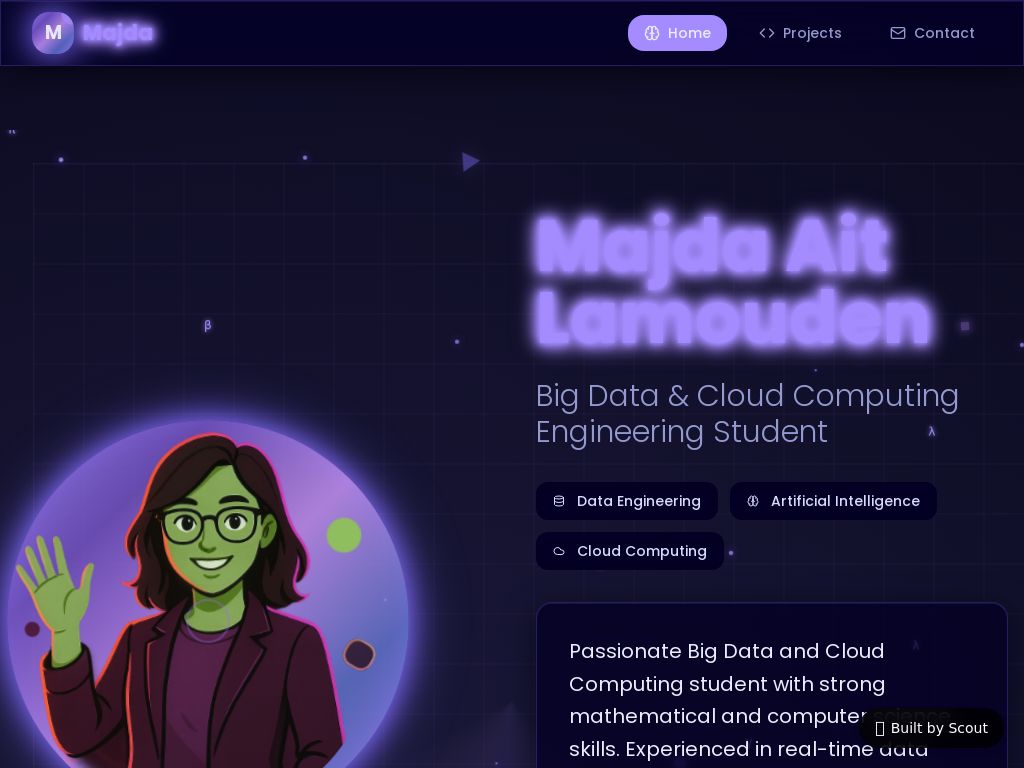 M Majda
Home
Projects
Contact
π
Majda Ait
Lamouden
β
Big Data & Cloud Computing
Engineering Student
λ
Data Engineering
Artificial Intelligence
Cloud Computing
Passionate Big Data and Cloud
Computing student with strong
mathematical and computer science
skills. Experienced in real-time data
λ
Built by Scout